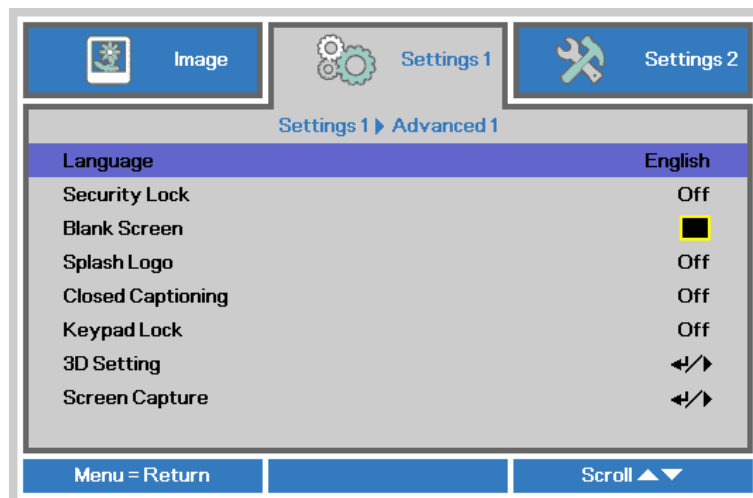 Image Settings 1 Settings 2
Settings 1 Advanced 1
Language English
Security Lock Off
Blank Screen
Splash Logo Off
Closed Captioning Off
Keypad Lock Off
3D Setting ↵/▶
Screen Capture ↵/▶
Menu = Return Scroll ▲▼